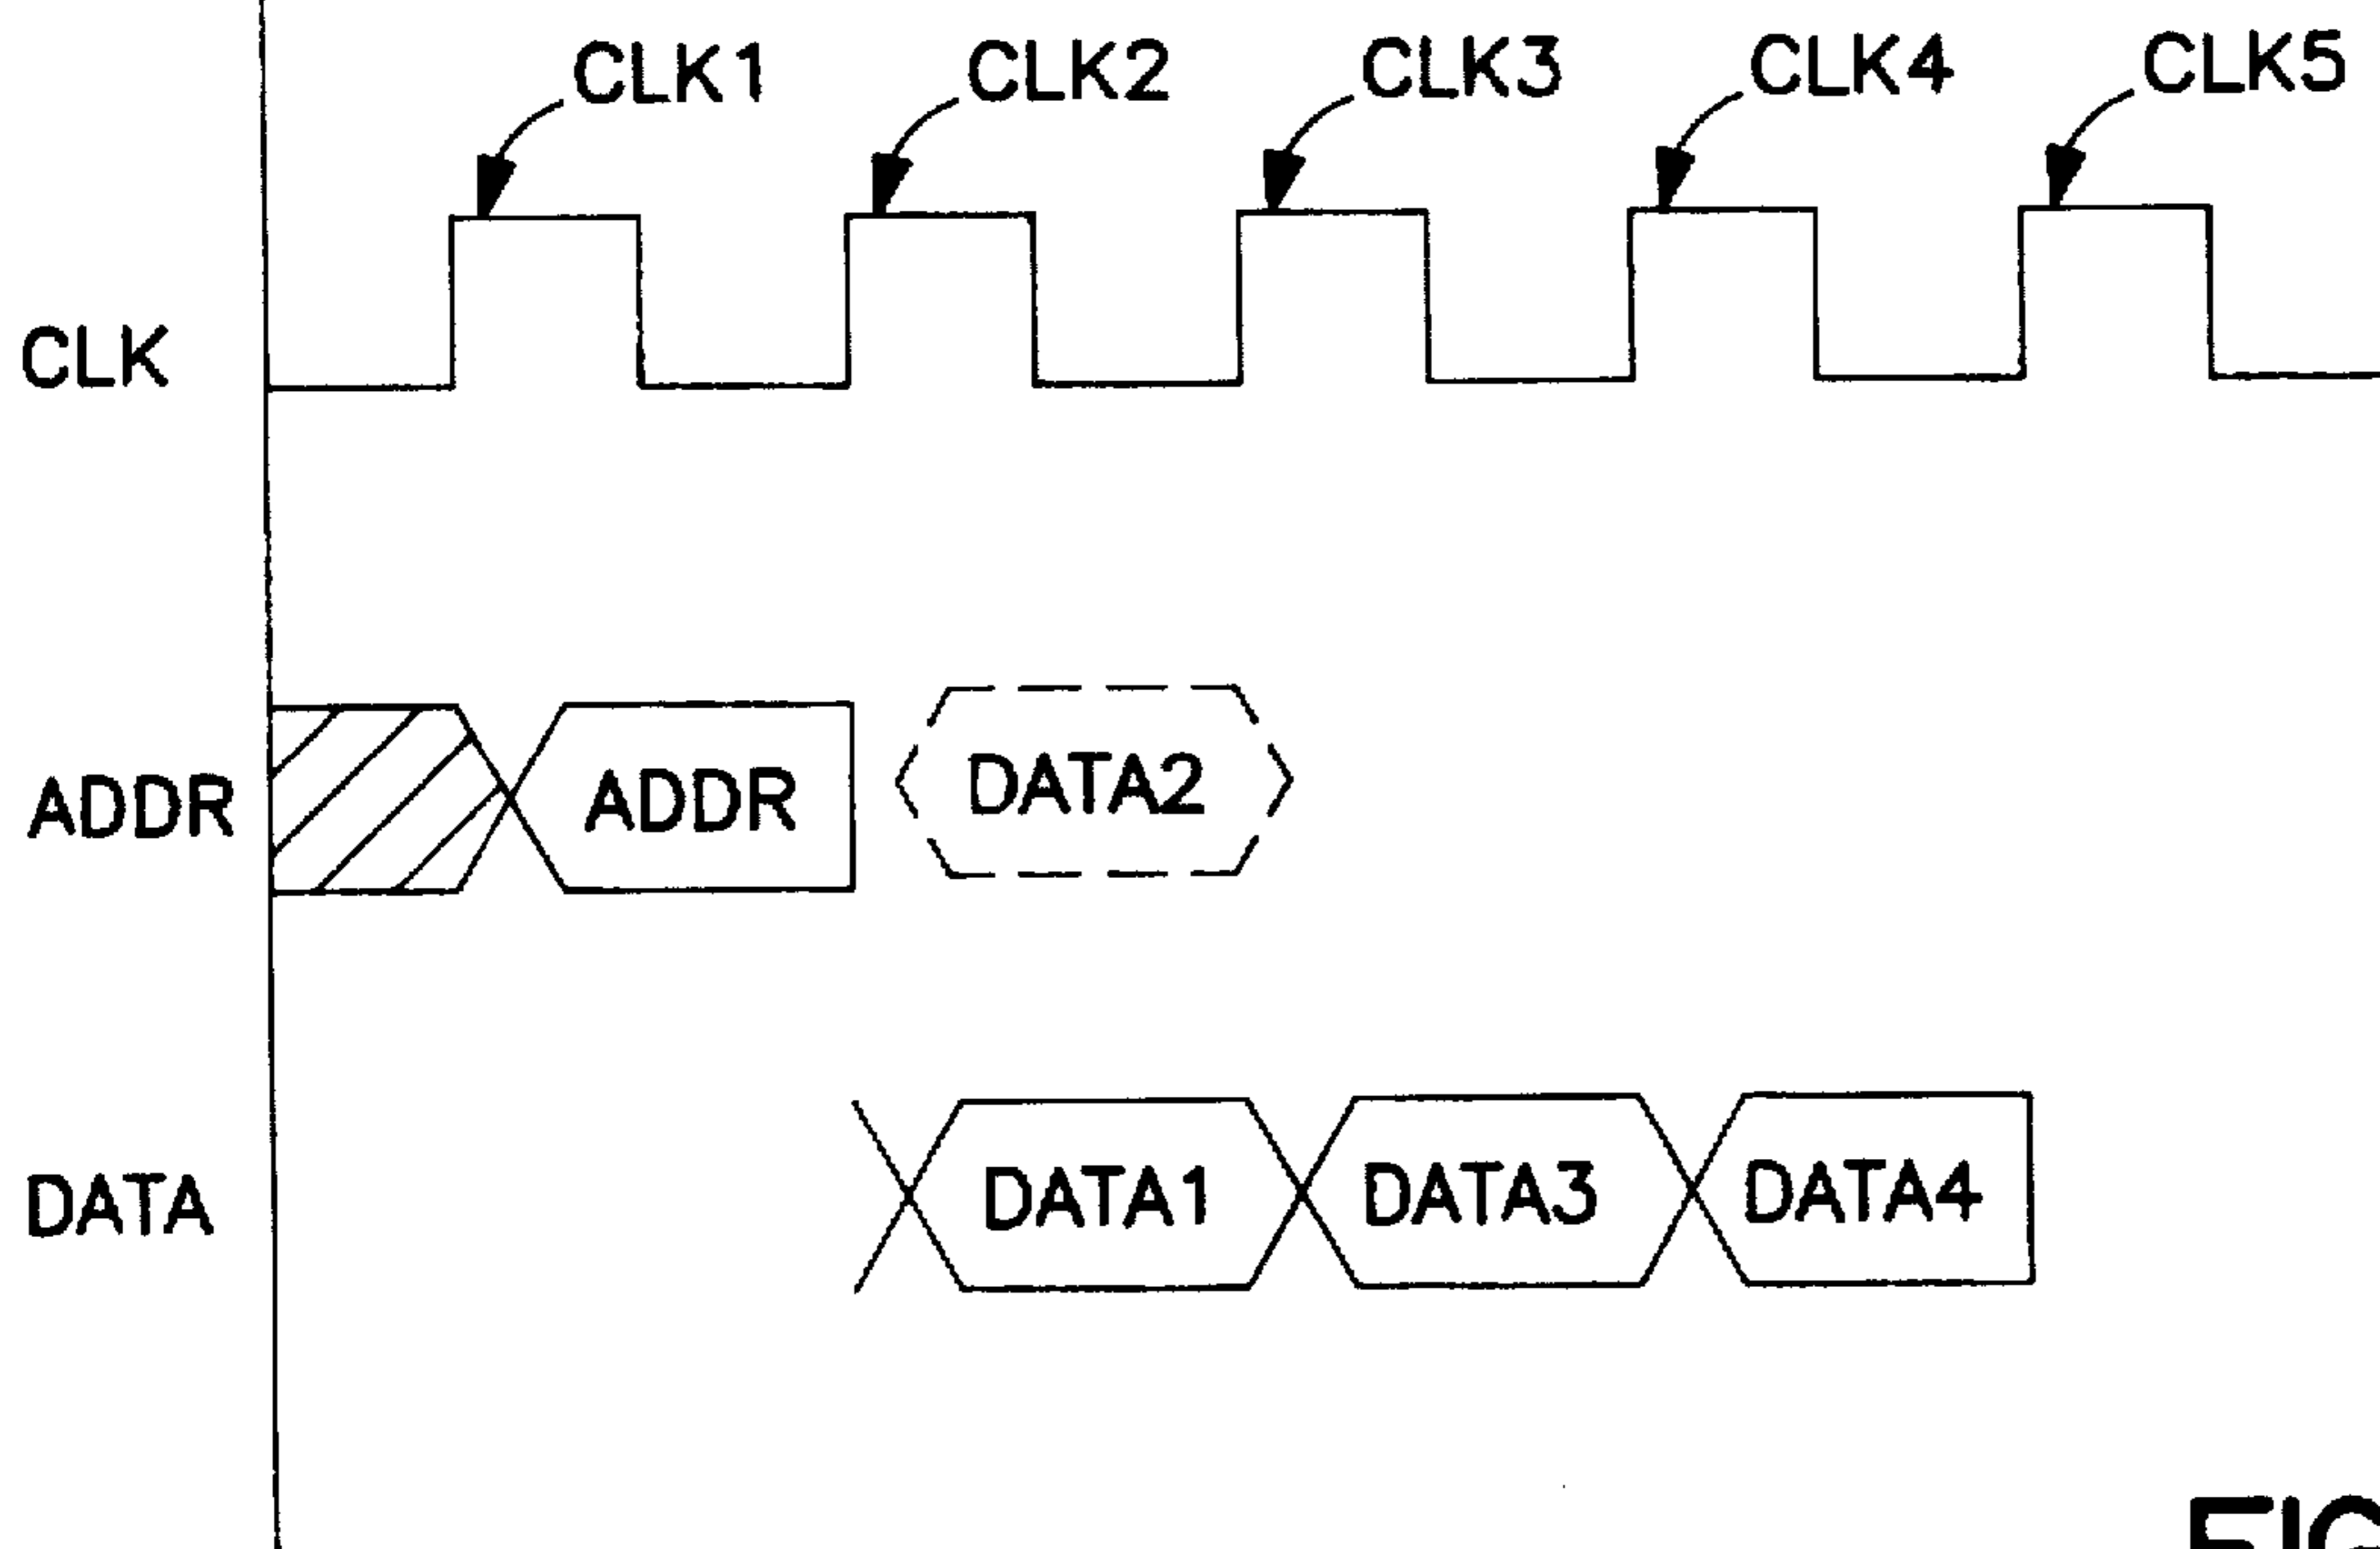 CLK1 CLK2 CLK3 CLK4 CLK5
CLK
ADDR ADDR DATA2
DATA DATA1 DATA3 DATA4